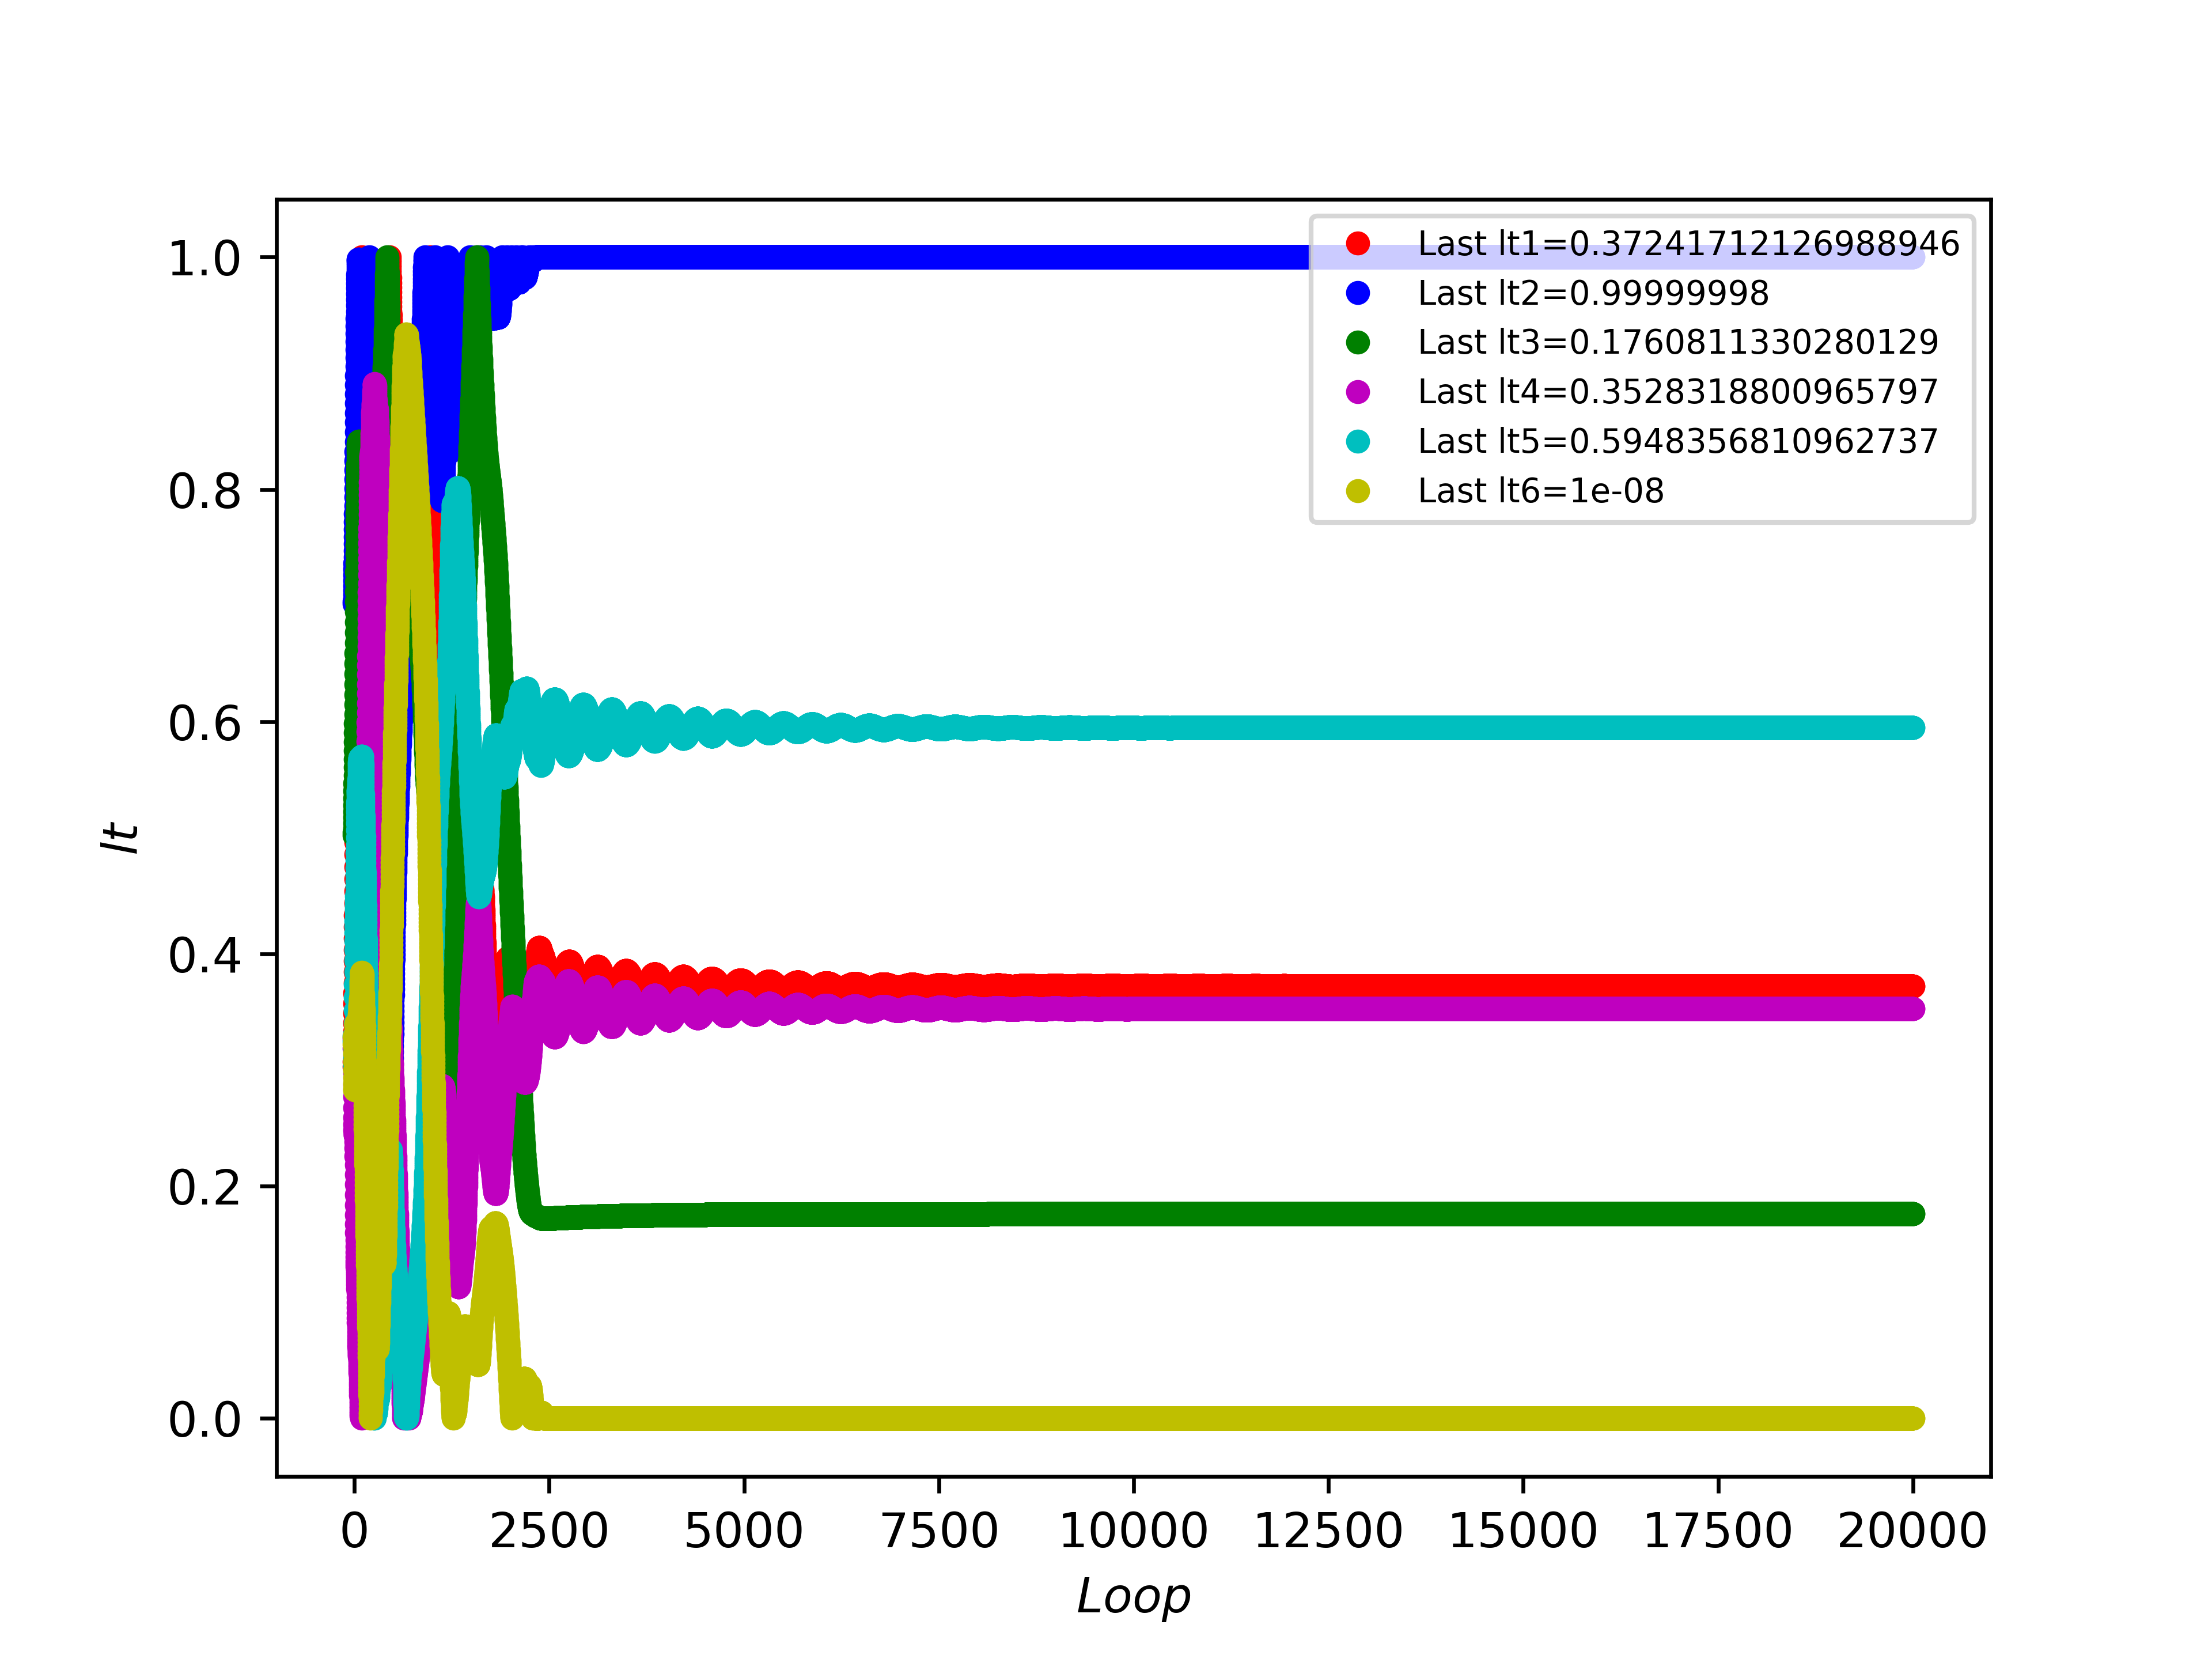 1.0
0.8
0.6
0.4
0.2
0.0
lt
Last lt1=0.37241712126988946
Last lt2=0.99999998
Last lt3=0.1760811330280129
Last lt4=0.3528318800965797
Last lt5=0.5948356810962737
Last lt6=1e-08
0 2500 5000 7500 10000 12500 15000 17500 20000
Loop